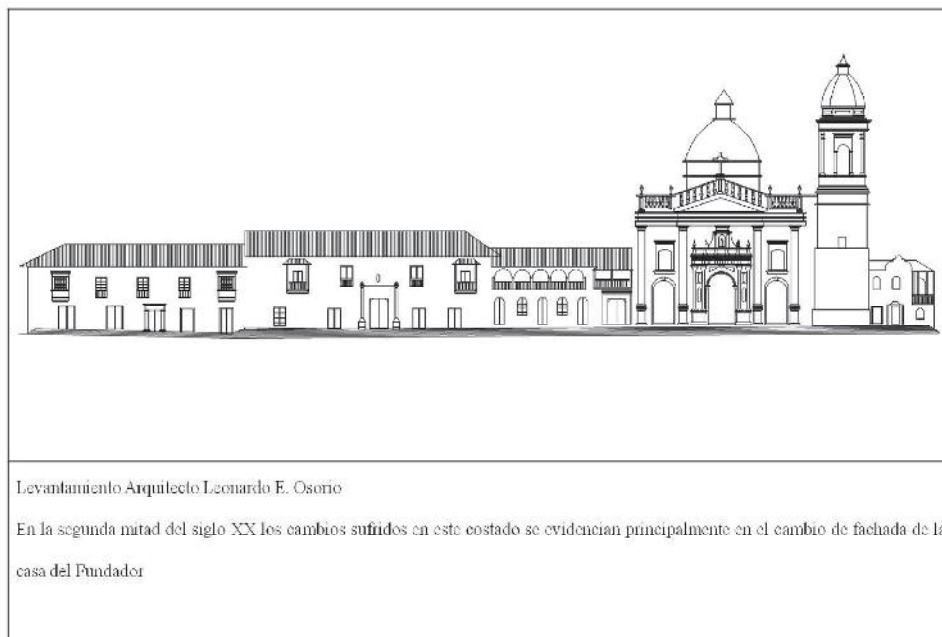 Levantamiento Arquitecto Leonardo E. Osorio
En la segunda mitad del siglo XX los cambios sufridos en este costado se evidencian principalmente en el cambio de fachada de la
casa del Fundador